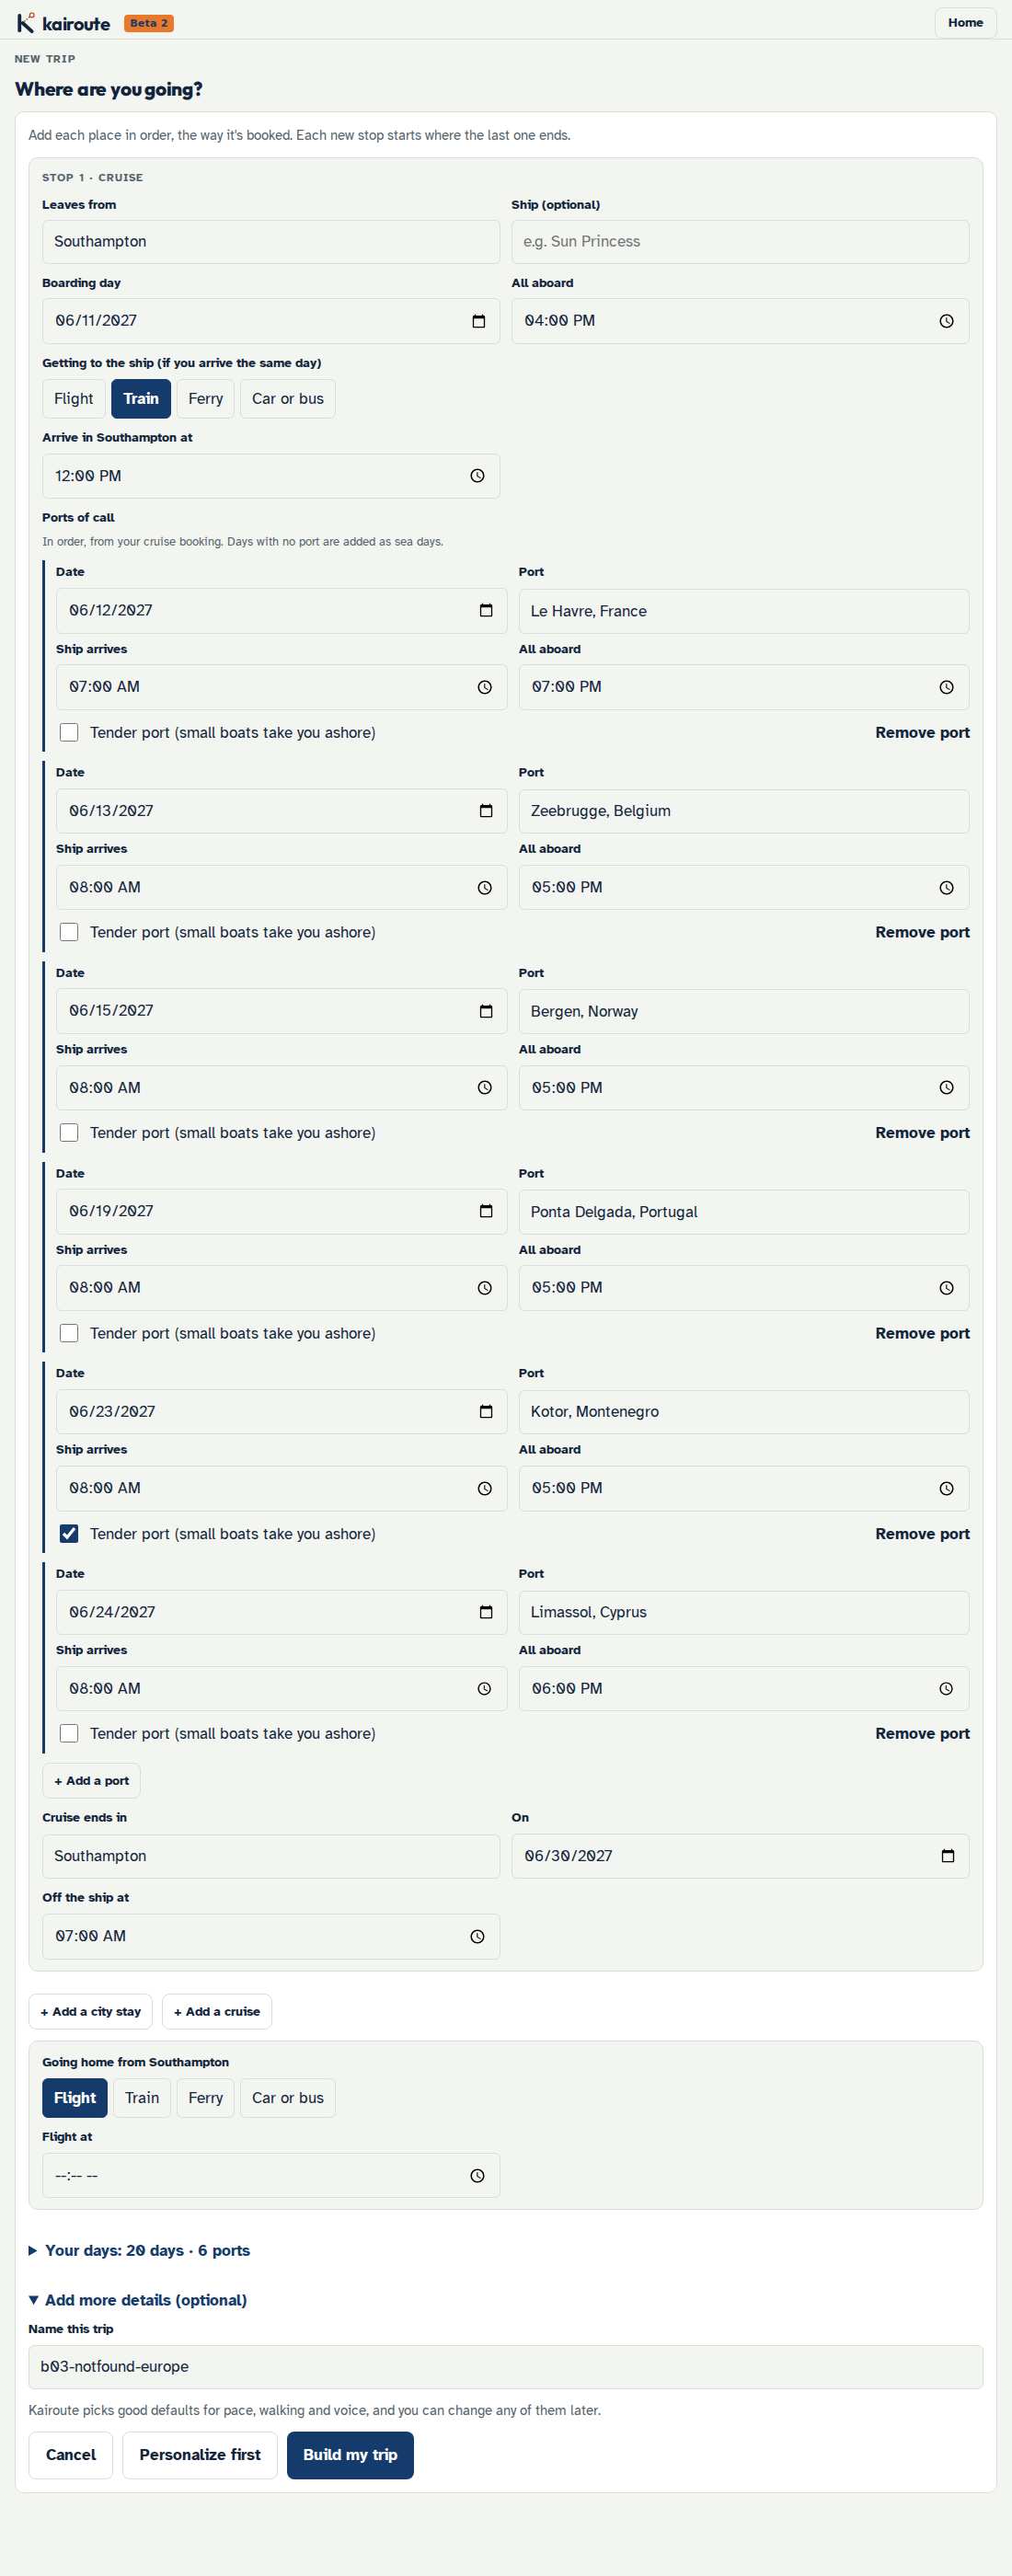 kairoute Beta 2 Home
NEW TRIP
Where are you going?
Add each place in order, the way it's booked. Each new stop starts where the last one ends.
STOP 1 · CRUISE
Leaves from Ship (optional)
Southampton e.g. Sun Princess
Boarding day All aboard
06/11/2027 04:00 PM
Getting to the ship (if you arrive the same day)
Flight Train Ferry Car or bus
Arrive in Southampton at
12:00 PM
Ports of call
In order, from your cruise booking. Days with no port are added as sea days.
Date Port
06/12/2027 Le Havre, France
Ship arrives All aboard
07:00 AM 07:00 PM
Tender port (small boats take you ashore) Remove port
Date Port
06/13/2027 Zeebrugge, Belgium
Ship arrives All aboard
08:00 AM 05:00 PM
Tender port (small boats take you ashore) Remove port
Date Port
06/15/2027 Bergen, Norway
Ship arrives All aboard
08:00 AM 05:00 PM
Tender port (small boats take you ashore) Remove port
Date Port
06/19/2027 Ponta Delgada, Portugal
Ship arrives All aboard
08:00 AM 05:00 PM
Tender port (small boats take you ashore) Remove port
Date Port
06/23/2027 Kotor, Montenegro
Ship arrives All aboard
08:00 AM 05:00 PM
Tender port (small boats take you ashore) Remove port
Date Port
06/24/2027 Limassol, Cyprus
Ship arrives All aboard
08:00 AM 06:00 PM
Tender port (small boats take you ashore) Remove port
+ Add a port
Cruise ends in On
Southampton 06/30/2027
Off the ship at
07:00 AM
+ Add a city stay + Add a cruise
Going home from Southampton
Flight Train Ferry Car or bus
Flight at
--:-- --
Your days: 20 days · 6 ports
Add more details (optional)
Name this trip
b03-notfound-europe
Kairoute picks good defaults for pace, walking and voice, and you can change any of them later.
Cancel Personalize first Build my trip